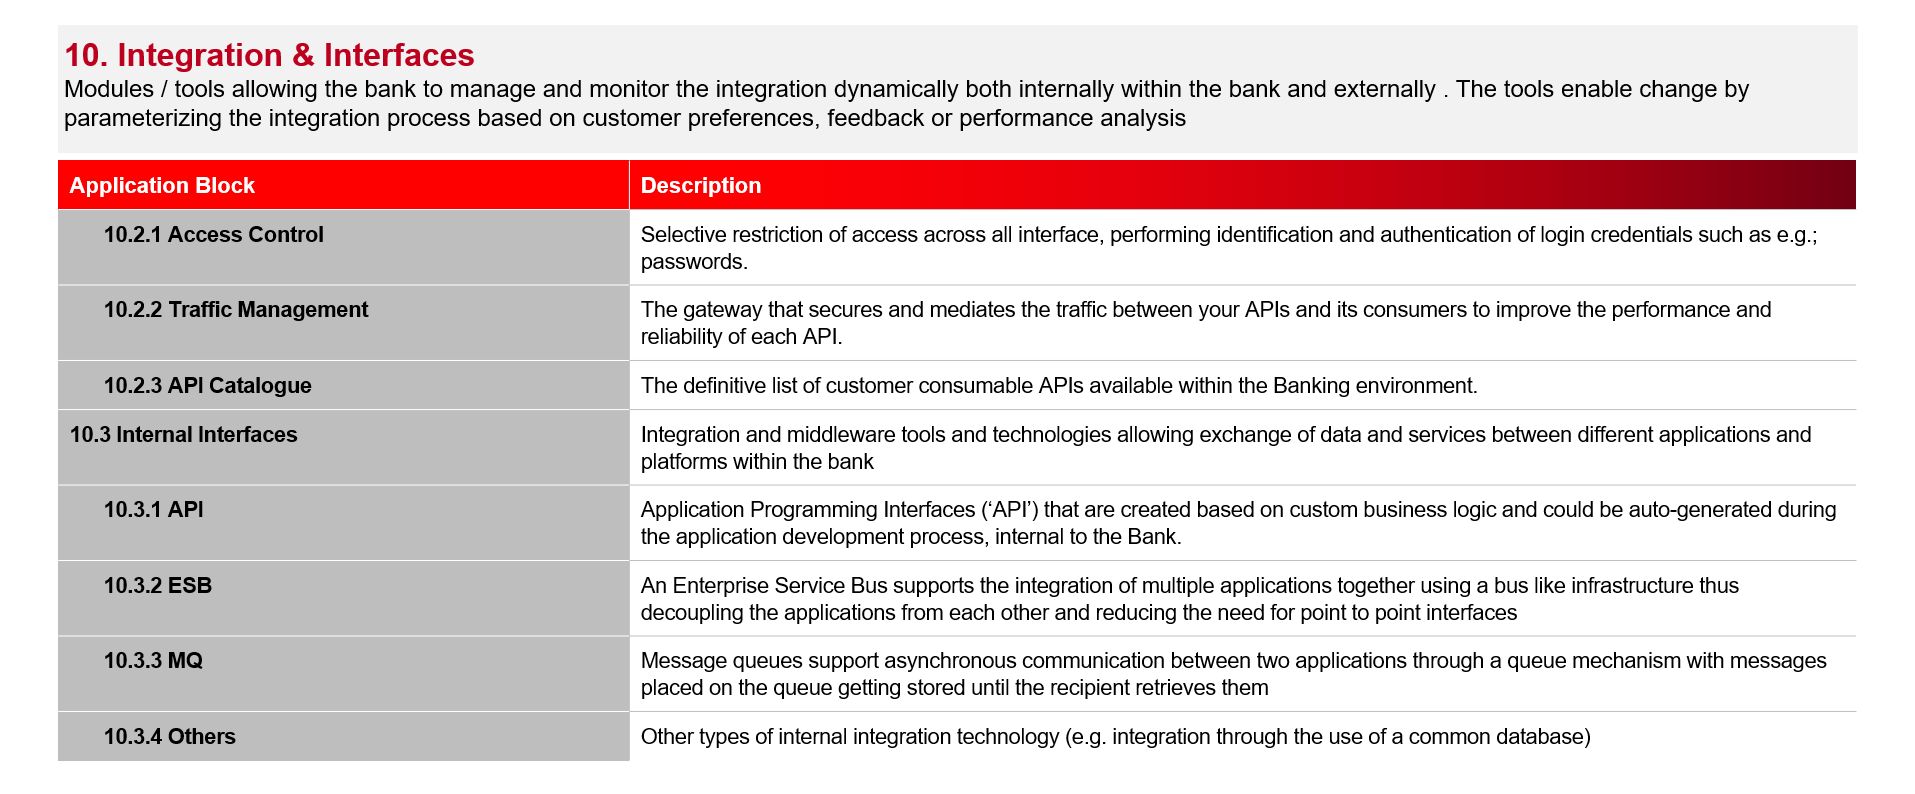 10. Integration & Interfaces
Modules / tools allowing the bank to manage and monitor the integration dynamically both internally within the bank and externally . The tools enable change by
parameterizing the integration process based on customer preferences, feedback or performance analysis
Application Block
Description
10.2.1 Access Control
Selective restriction of access across all interface, performing identification and authentication of login credentials such as e.g.;
passwords.
10.2.2 Traffic Management
The gateway that secures and mediates the traffic between your APIs and its consumers to improve the performance and
reliability of each API.
10.2.3 API Catalogue
The definitive list of customer consumable APIs available within the Banking environment.
10.3 Internal Interfaces
Integration and middleware tools and technologies allowing exchange of data and services between different applications and
platforms within the bank
10.3.1 API
Application Programming Interfaces (‘API’) that are created based on custom business logic and could be auto-generated during
the application development process, internal to the Bank.
10.3.2 ESB
An Enterprise Service Bus supports the integration of multiple applications together using a bus like infrastructure thus
decoupling the applications from each other and reducing the need for point to point interfaces
10.3.3 MQ
Message queues support asynchronous communication between two applications through a queue mechanism with messages
placed on the queue getting stored until the recipient retrieves them
10.3.4 Others
Other types of internal integration technology (e.g. integration through the use of a common database)